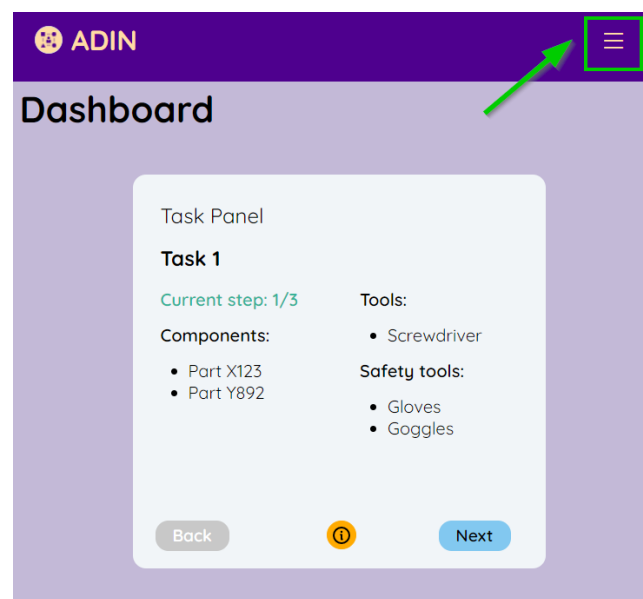 ADIN
Dashboard
Task Panel
Task 1
Current step: 1/3
Components:
Part X123
Part Y892
Tools:
Screwdriver
Safety tools:
Gloves
Goggles
Back
Next